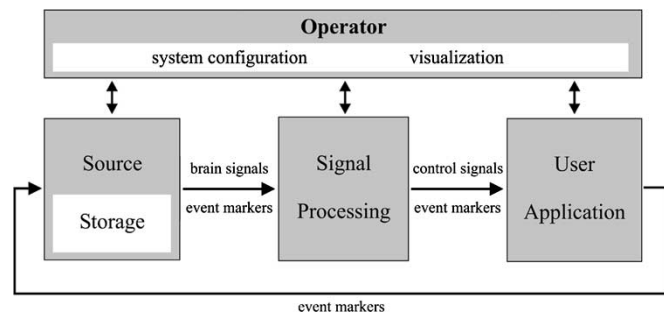 Operator
system configuration visualization
Source
Storage
brain signals
event markers
Signal
Processing
control signals
event markers
User
Application
event markers